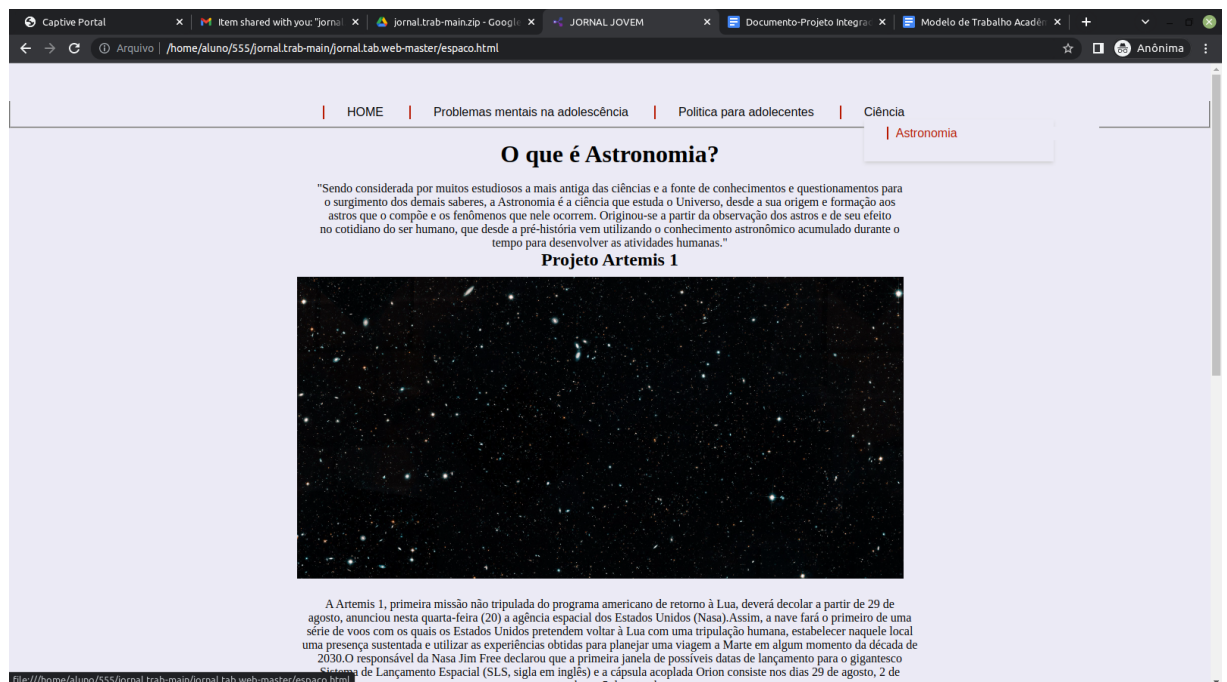 Captive Portal
Item shared with you: "jornal
jornal.trab-main.zip - Google
JORNAL JOVEM
Documento-Projeto Integrac
Modelo de Trabalho Acadên
Arquivo
/home/aluno/555/jornal.trab-main/jornal.tab.web-master/espaco.html
Anônima
HOME
Problemas mentais na adolescência
Politica para adolecentes
Ciência
Astronomia
O que é Astronomia?
"Sendo considerada por muitos estudiosos a mais antiga das ciências e a fonte de conhecimentos e questionamentos para
o surgimento dos demais saberes, a Astronomia é a ciência que estuda o Universo, desde a sua origem e formação aos
astros que o compõe e os fenômenos que nele ocorrem. Originou-se a partir da observação dos astros e de seu efeito
no cotidiano do ser humano, que desde a pré-história vem utilizando o conhecimento astronômico acumulado durante o
tempo para desenvolver as atividades humanas."
Projeto Artemis 1
A Artemis 1, primeira missão não tripulada do programa americano de retorno à Lua, deverá decolar a partir de 29 de
agosto, anunciou nesta quarta-feira (20) a agência espacial dos Estados Unidos (Nasa).Assim, a nave fará o primeiro de uma
série de voos com os quais os Estados Unidos pretendem voltar à Lua com uma tripulação humana, estabelecer naquele local
uma presença sustentada e utilizar as experiências obtidas para planejar uma viagem a Marte em algum momento da década de
2030.O responsável da Nasa Jim Free declarou que a primeira janela de possíveis datas de lançamento para o gigantesco
Sistema de Lançamento Espacial (SLS, sigla em inglês) e a cápsula acoplada Orion consiste nos dias 29 de agosto, 2 de
file:///home/aluno/555/jornal.trab-main/jornal.tab.web-master/espaco.html